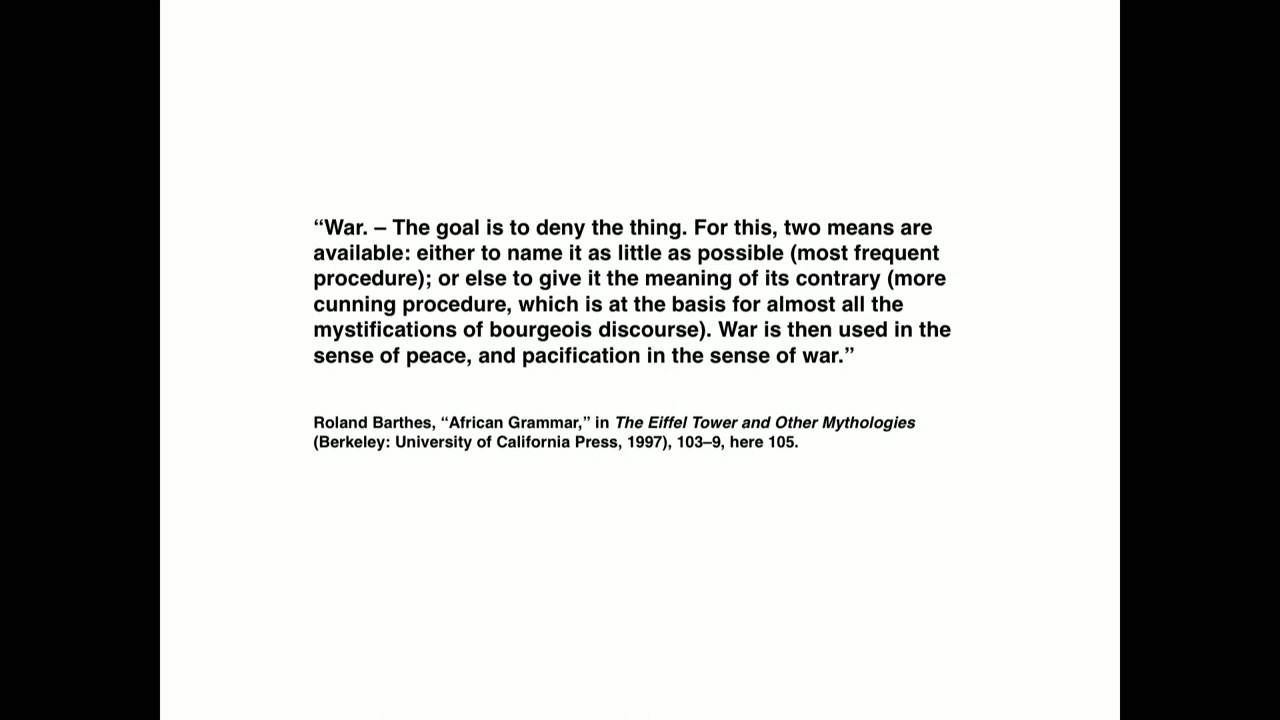 “War. – The goal is to deny the thing. For this, two means are
available: either to name it as little as possible (most frequent
procedure); or else to give it the meaning of its contrary (more
cunning procedure, which is at the basis for almost all the
mystifications of bourgeois discourse). War is then used in the
sense of peace, and pacification in the sense of war.”
Roland Barthes, “African Grammar,” in The Eiffel Tower and Other Mythologies
(Berkeley: University of California Press, 1997), 103–9, here 105.